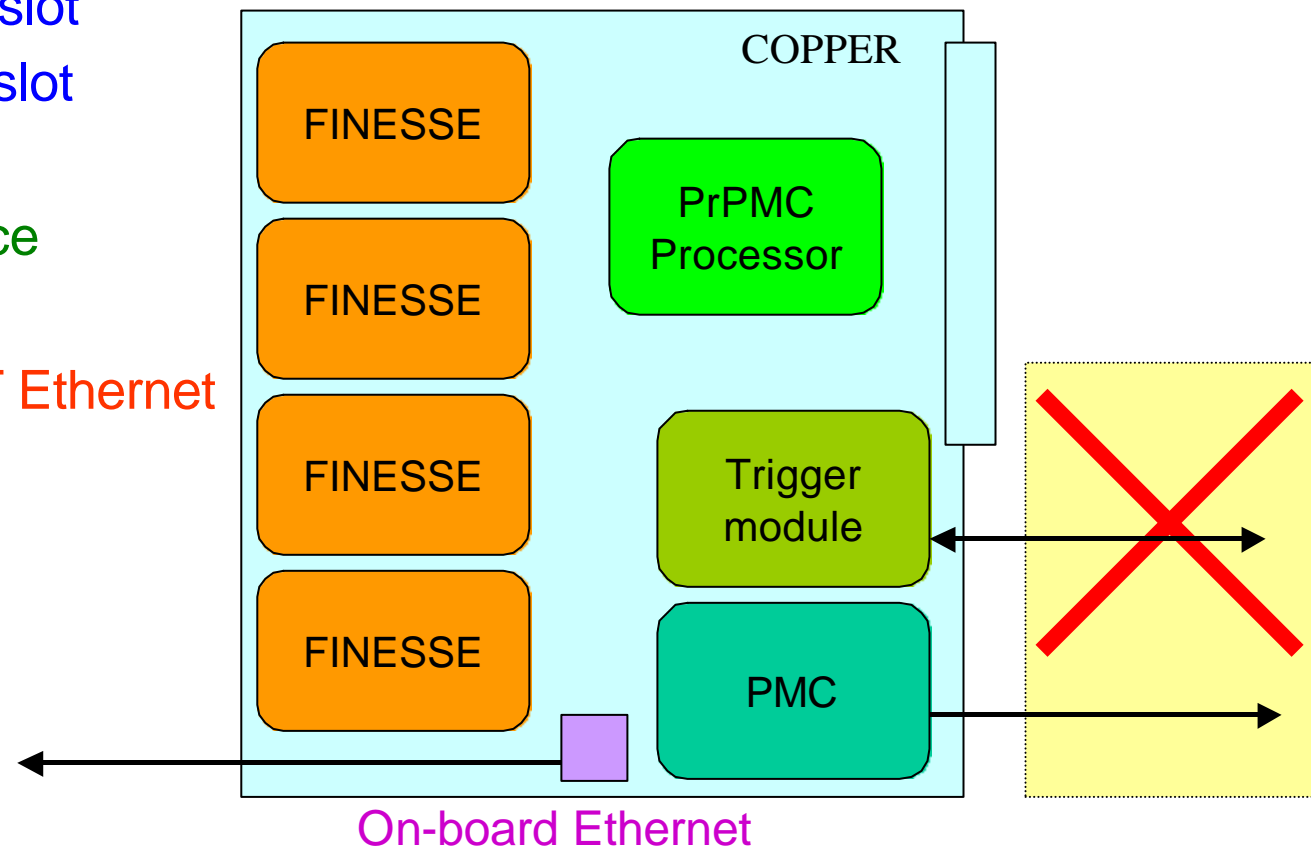 slot
slot
ce
Ethernet
COPPER
FINESSE
FINESSE
FINESSE
FINESSE
PrPMC
Processor
Trigger
module
PMC
On-board Ethernet